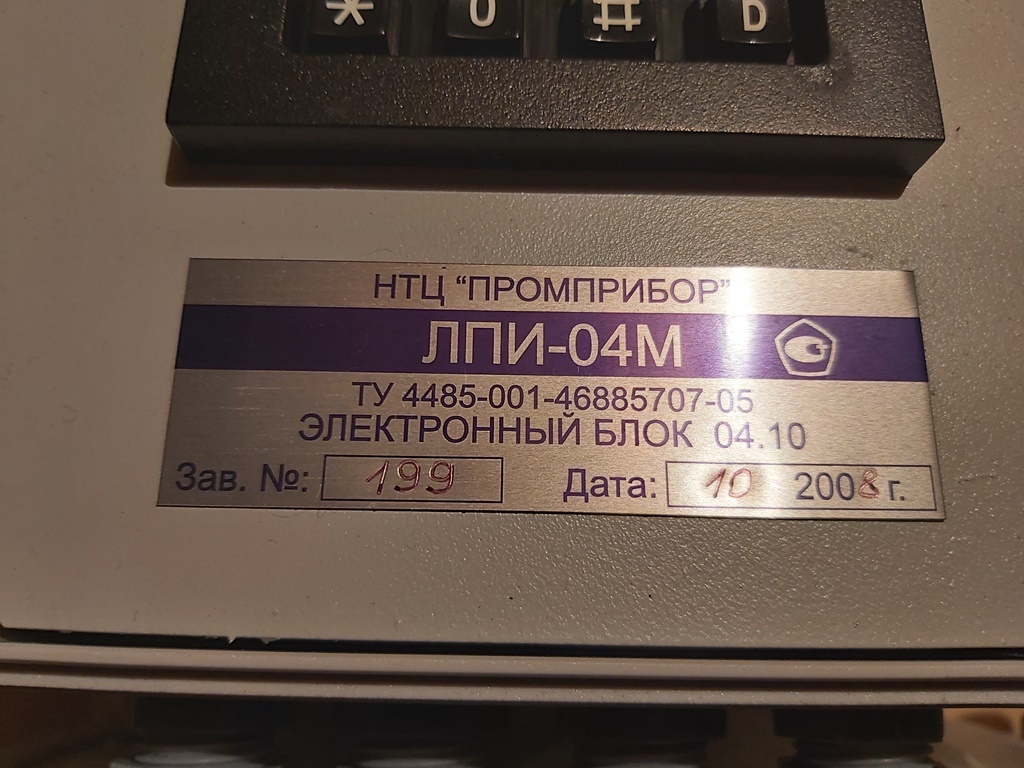 * 0 # D
НТЦ “ПРОМПРИБОР”
ЛПИ-04М
ТУ 4485-001-46885707-05
ЭЛЕКТРОННЫЙ БЛОК 04.10
Зав. №: 199 Дата: 10 2008 г.